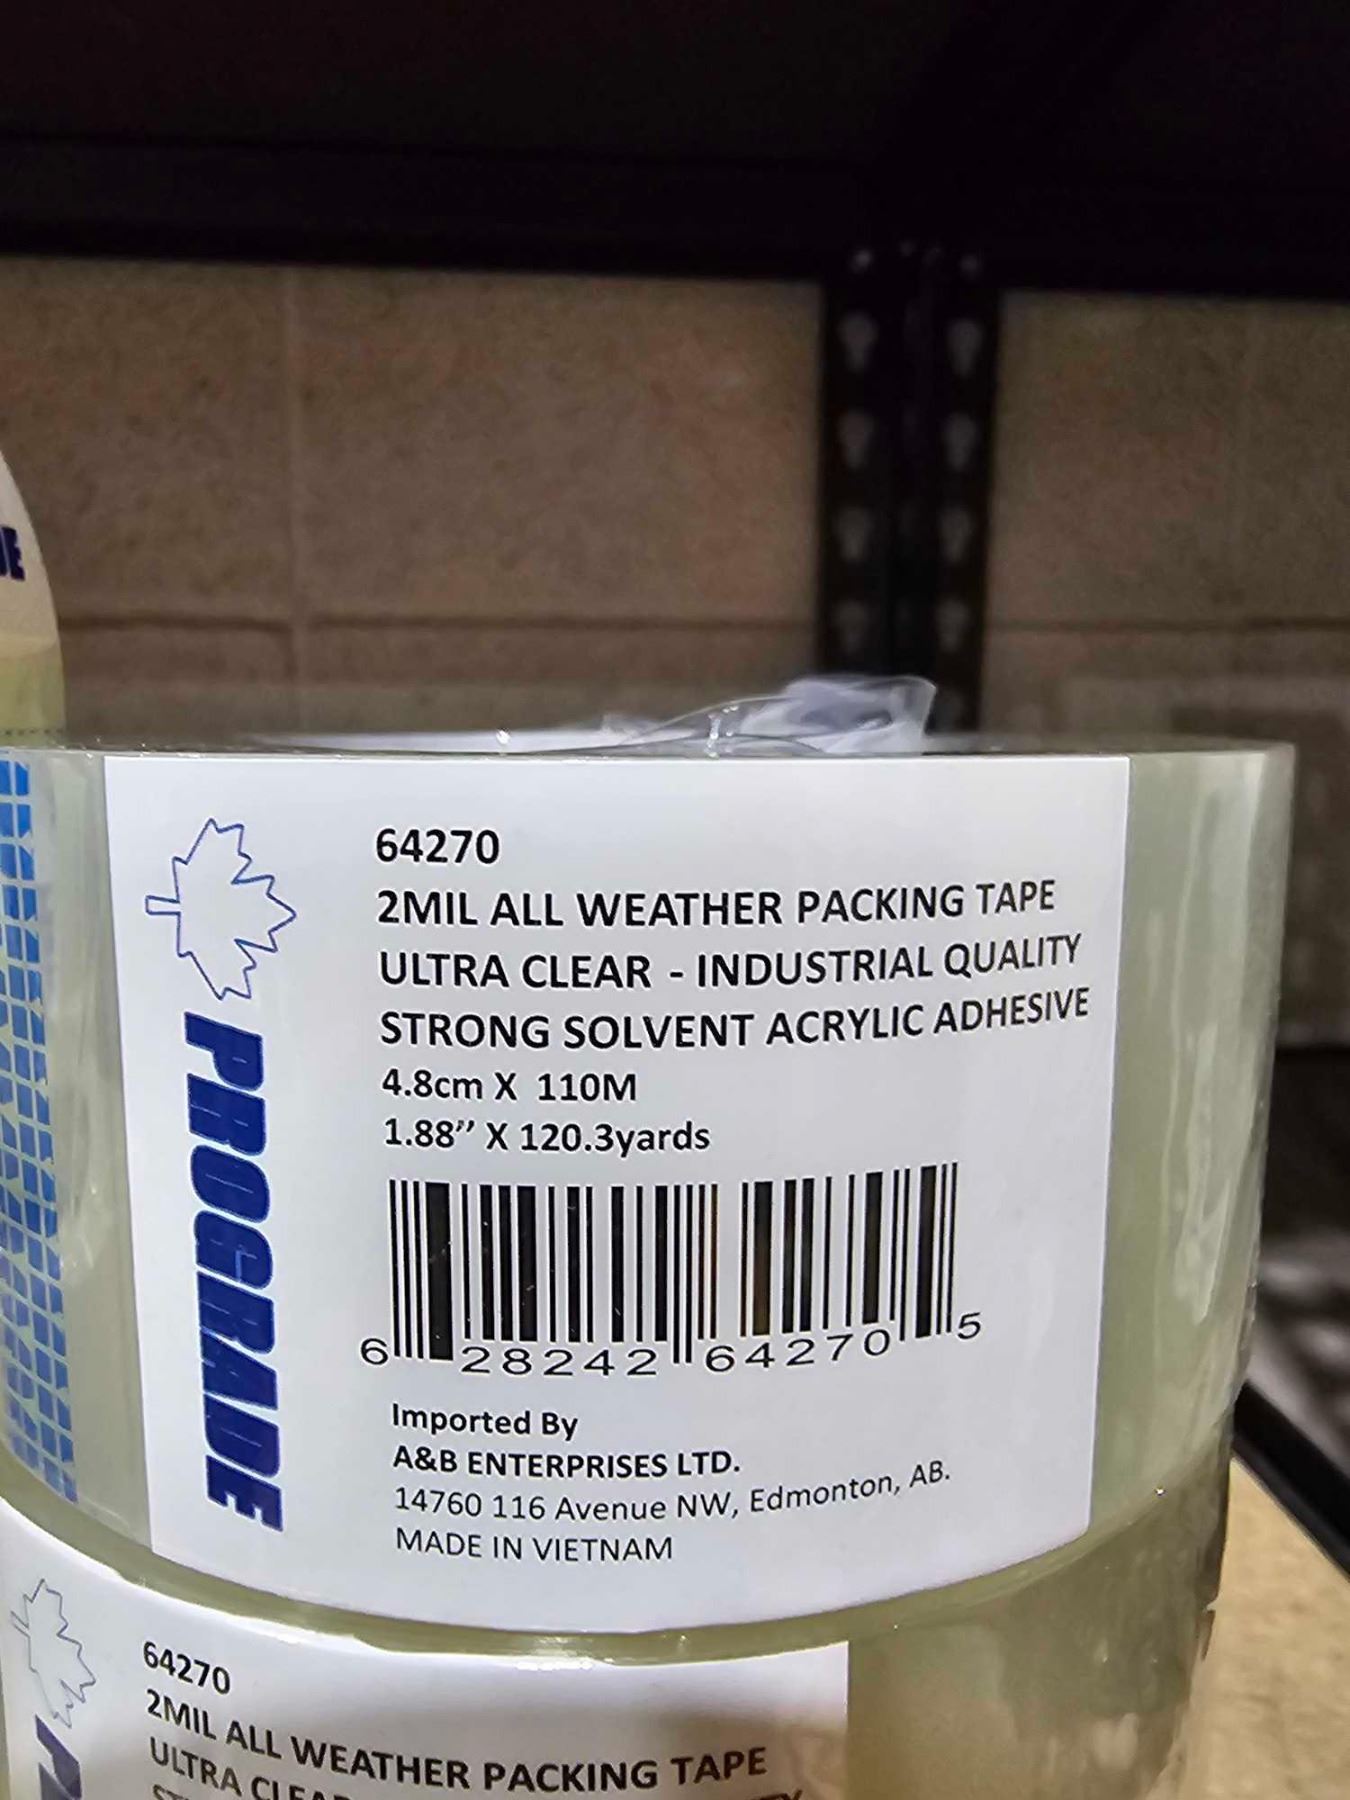 64270
2MIL ALL WEATHER PACKING TAPE
ULTRA CLEAR - INDUSTRIAL QUALITY
STRONG SOLVENT ACRYLIC ADHESIVE
4.8cm X 110M
1.88’’ X 120.3yards
6 28242 64270 5
Imported By
A&B ENTERPRISES LTD.
14760 116 Avenue NW, Edmonton, AB.
MADE IN VIETNAM
PROGRADE
64270
2MIL ALL WEATHER PACKING TAPE
ULTRA